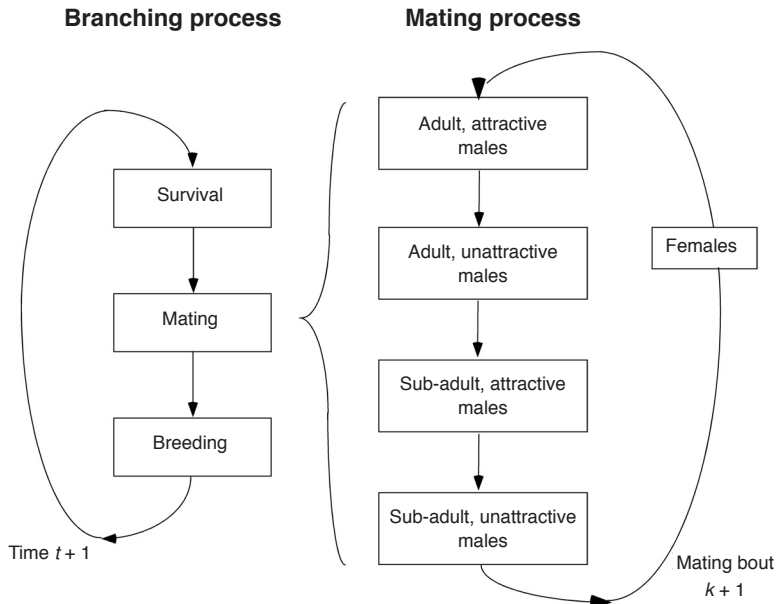 Branching process
Mating process
Survival
Mating
Breeding
Time t + 1
Adult, attractive
males
Adult, unattractive
males
Sub-adult, attractive
males
Sub-adult, unattractive
males
Females
Mating bout
k + 1